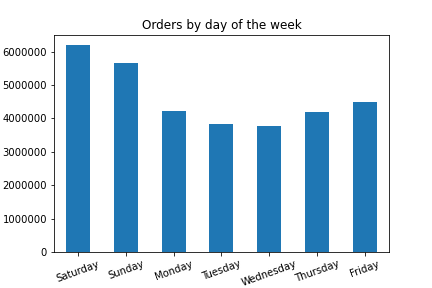 Orders by day of the week
6000000
5000000
4000000
3000000
2000000
1000000
0
Saturday
Sunday
Monday
Tuesday
Wednesday
Thursday
Friday